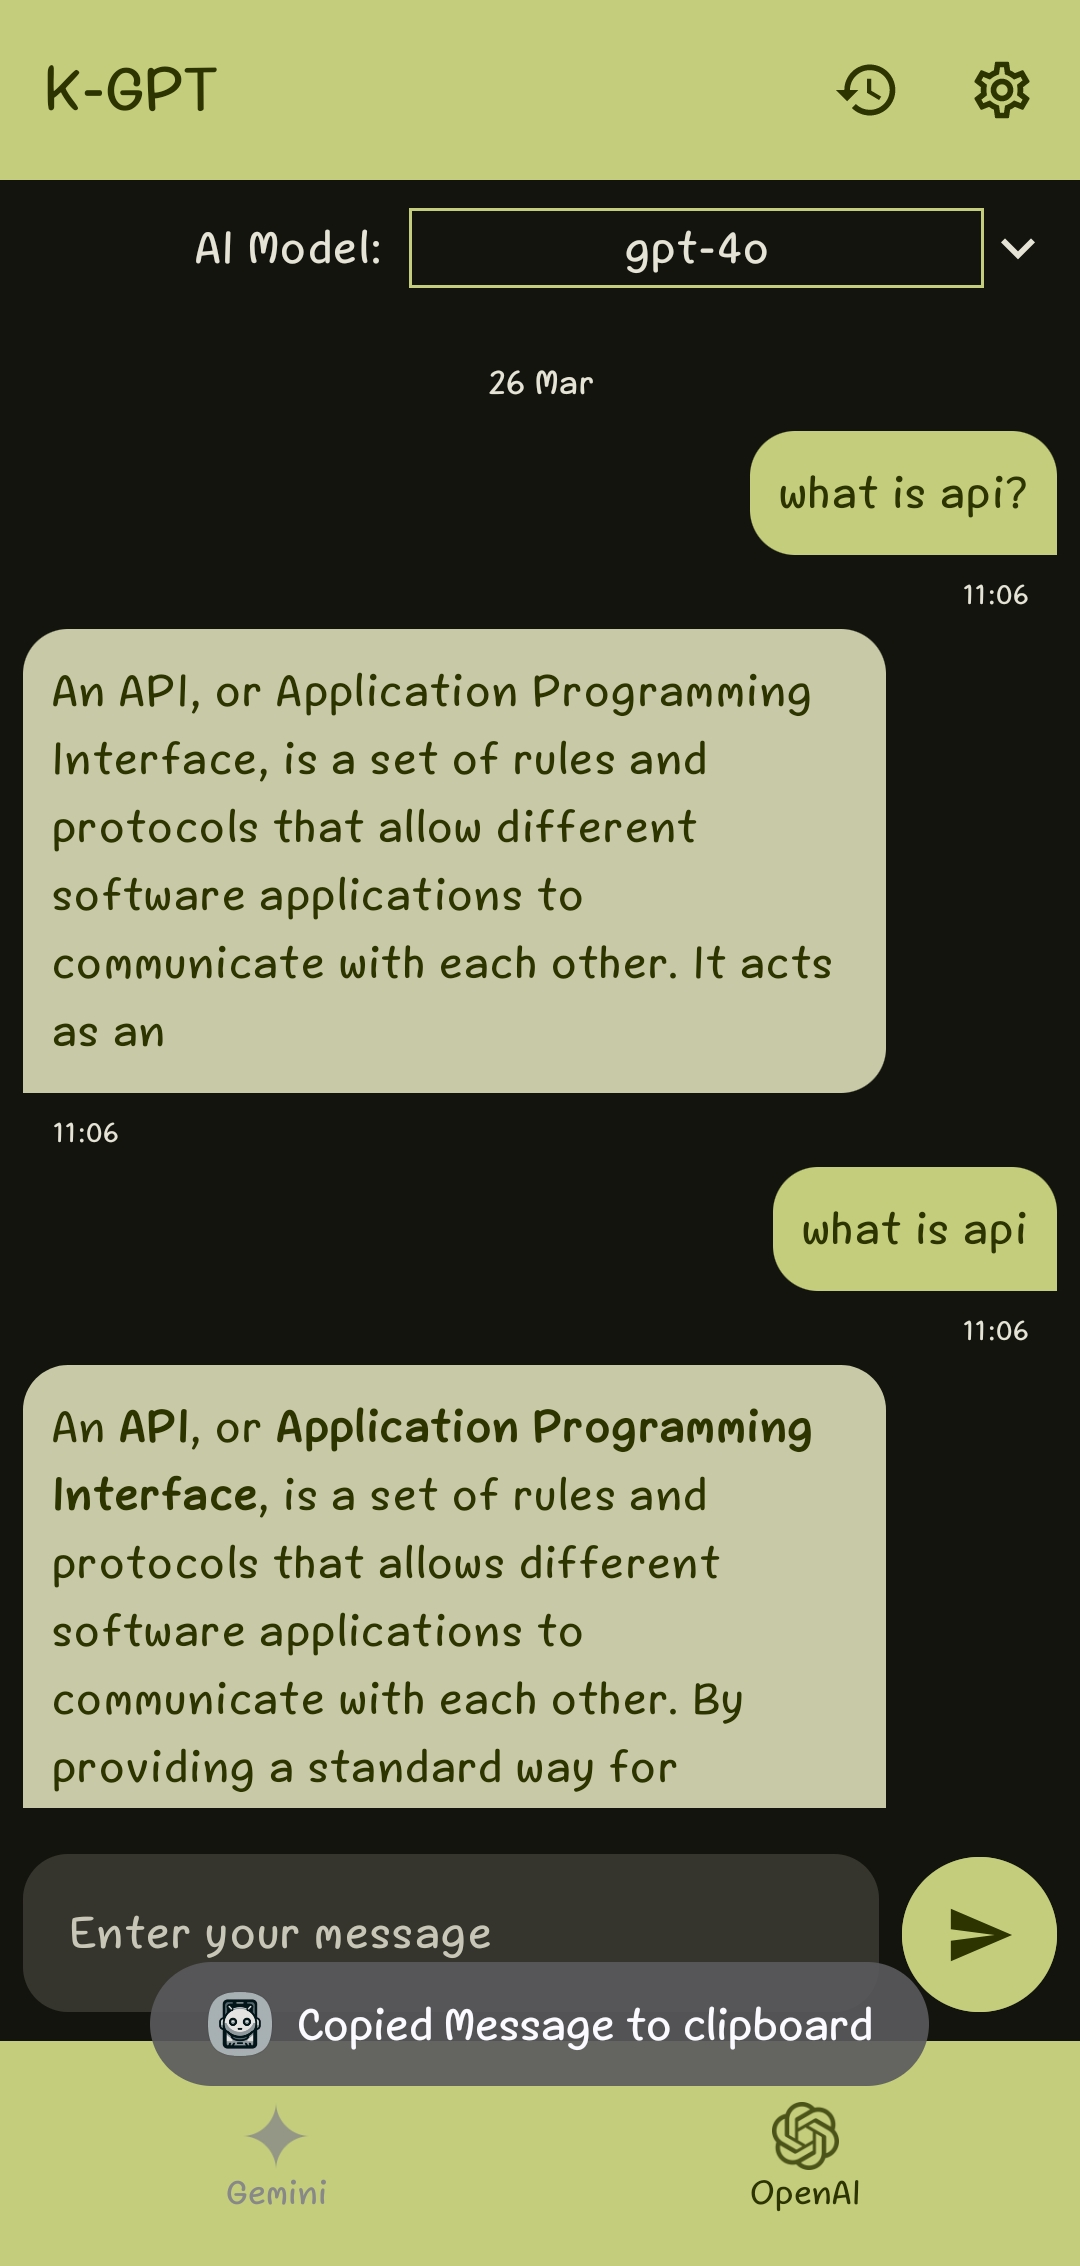 K-GPT
AI Model: gpt-4o
26 Mar
what is api?
11:06
An API, or Application Programming
Interface, is a set of rules and
protocols that allow different
software applications to
communicate with each other. It acts
as an
11:06
what is api
11:06
An API, or Application Programming
Interface, is a set of rules and
protocols that allows different
software applications to
communicate with each other. By
providing a standard way for
Enter your message
Copied Message to clipboard
Gemini
OpenAI